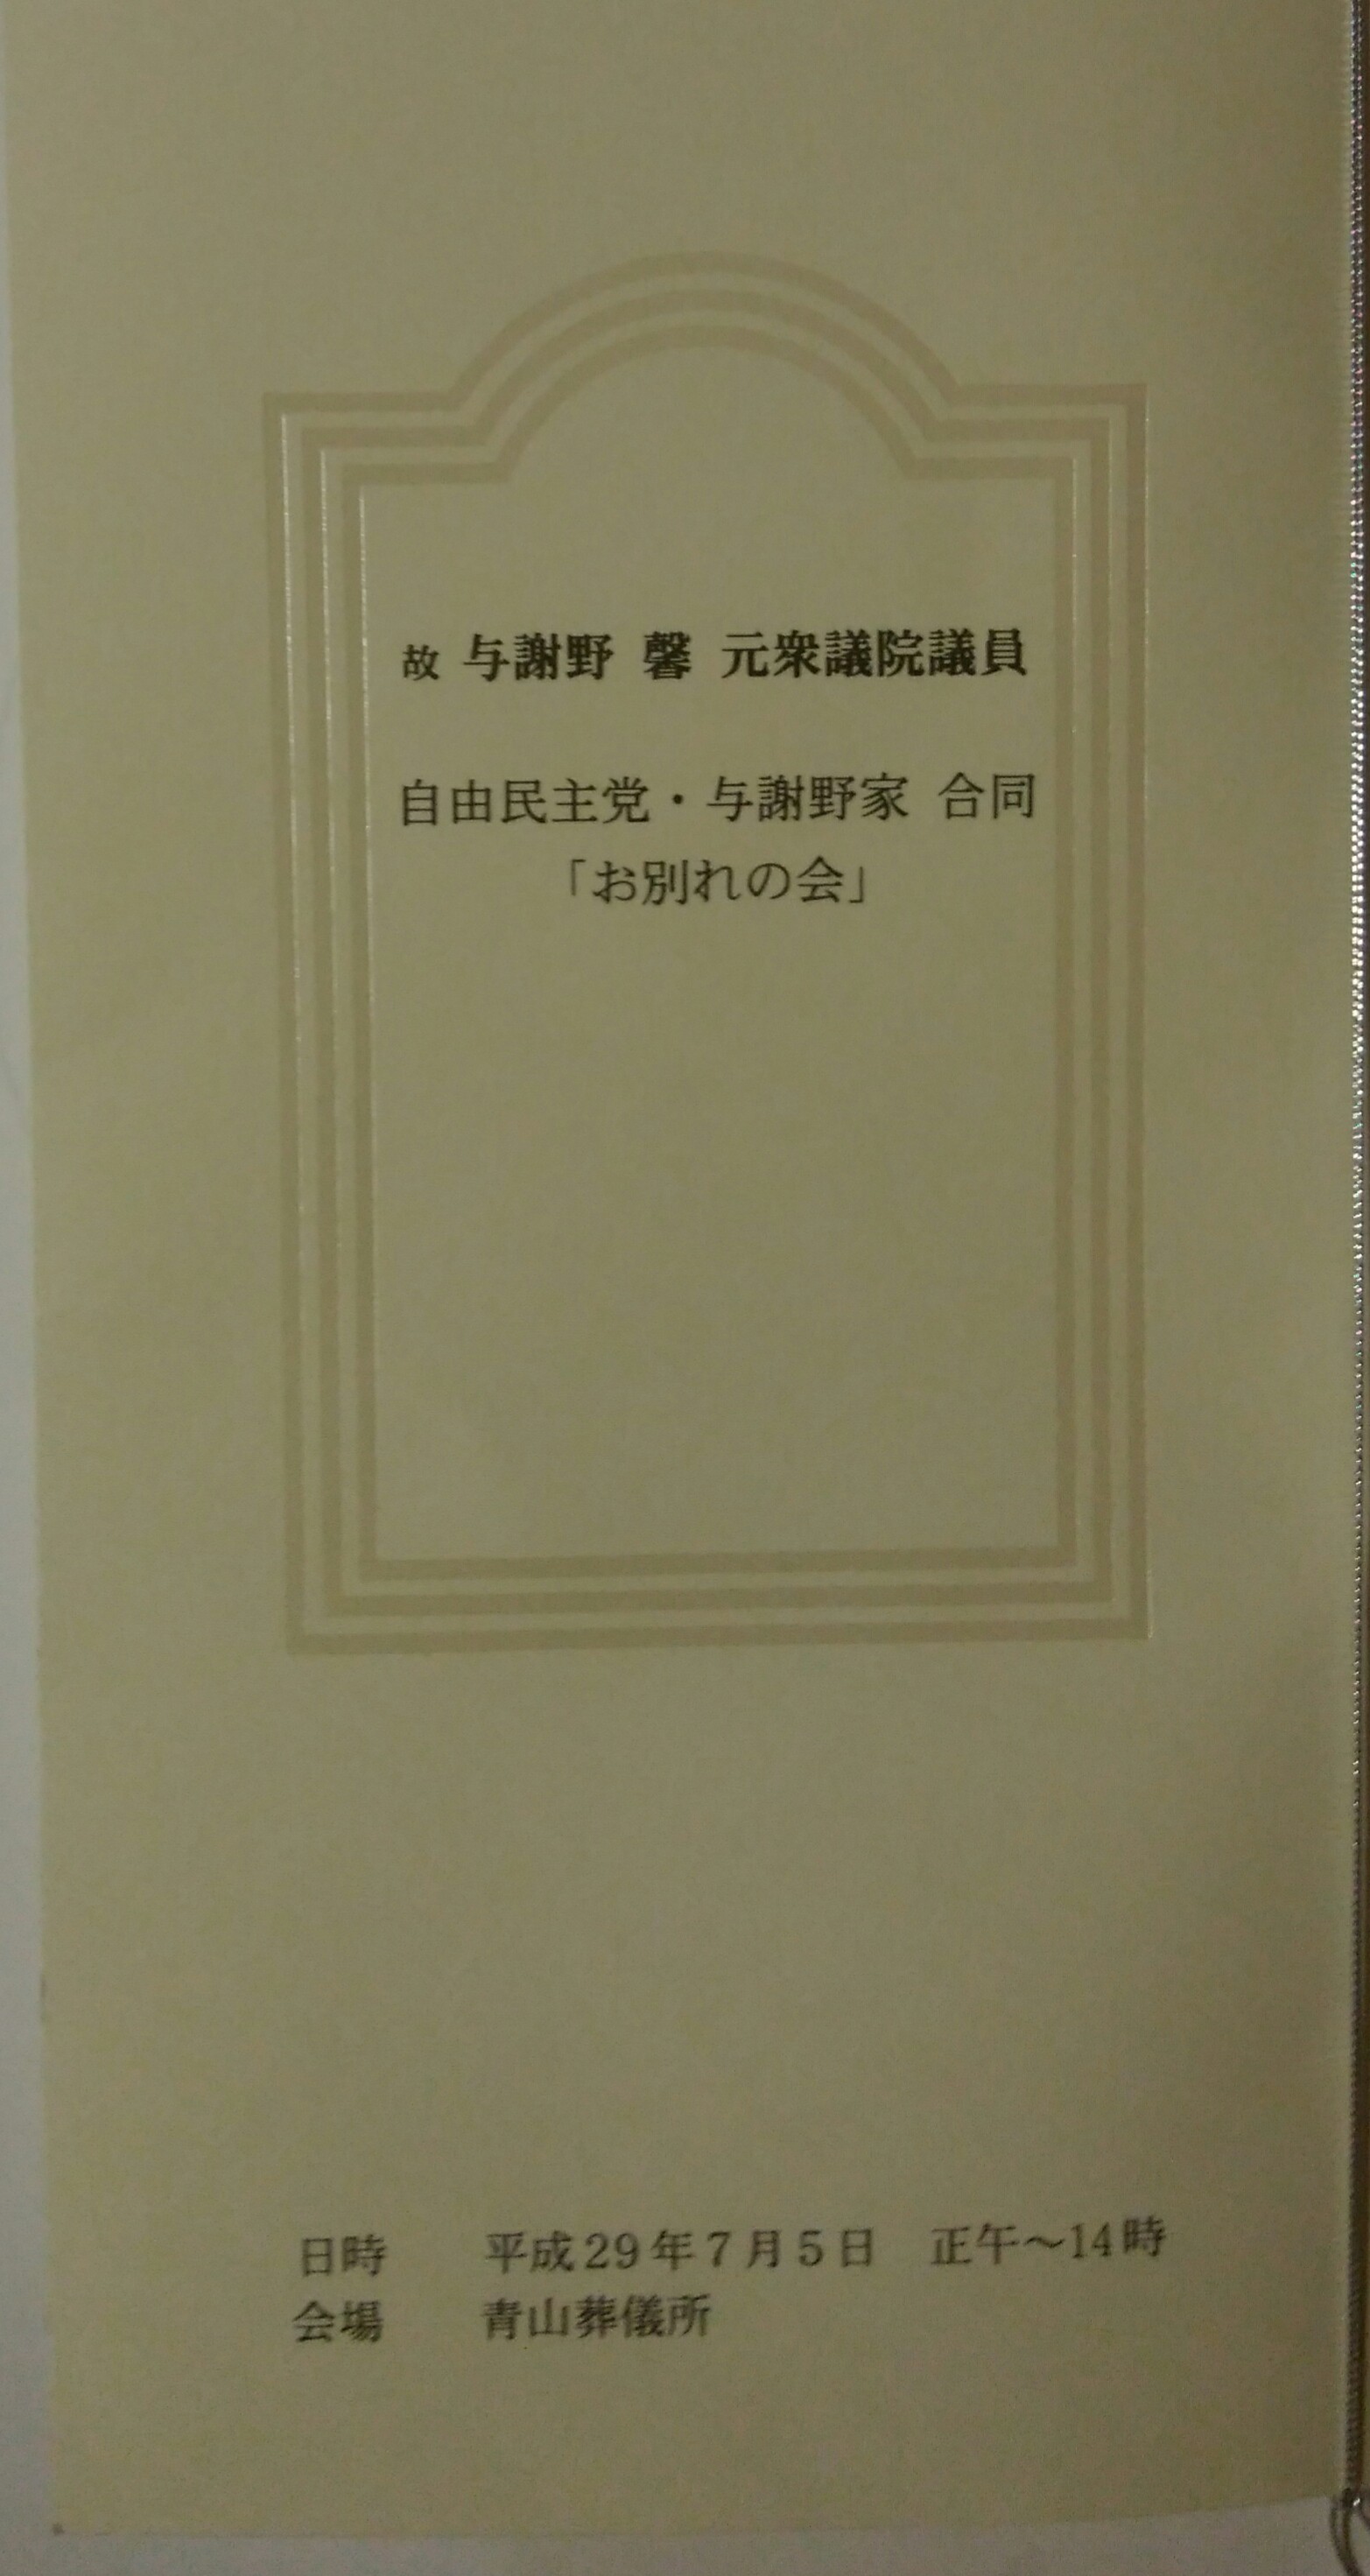 故 与謝野 馨 元衆議院議員
自由民主党・与謝野家 合同
「お別れの会」
日時 平成29年7月5日 正午～14時
会場 青山葬儀所